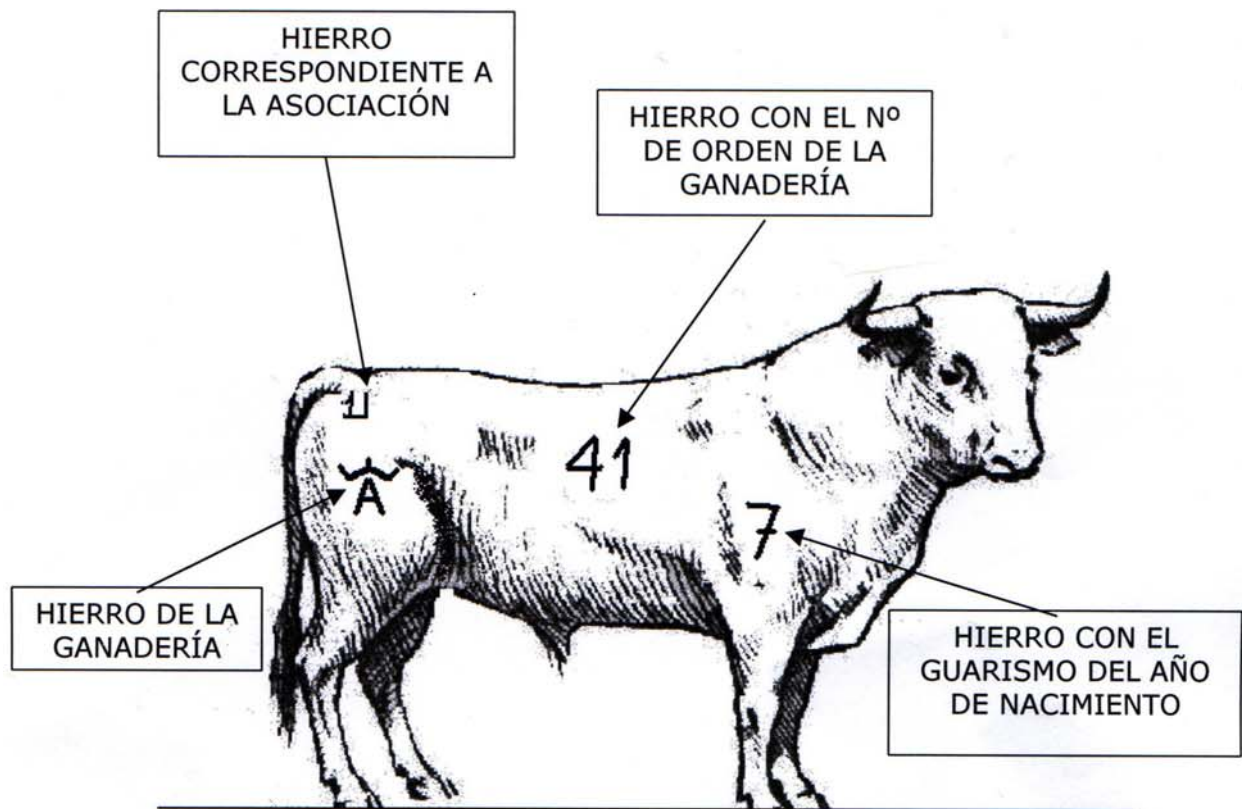 HIERRO
CORRESPONDIENTE A
LA ASOCIACIÓN
HIERRO CON EL Nº
DE ORDEN DE LA
GANADERÍA
41
A
7
HIERRO DE LA
GANADERÍA
HIERRO CON EL
GUARISMO DEL AÑO
DE NACIMIENTO